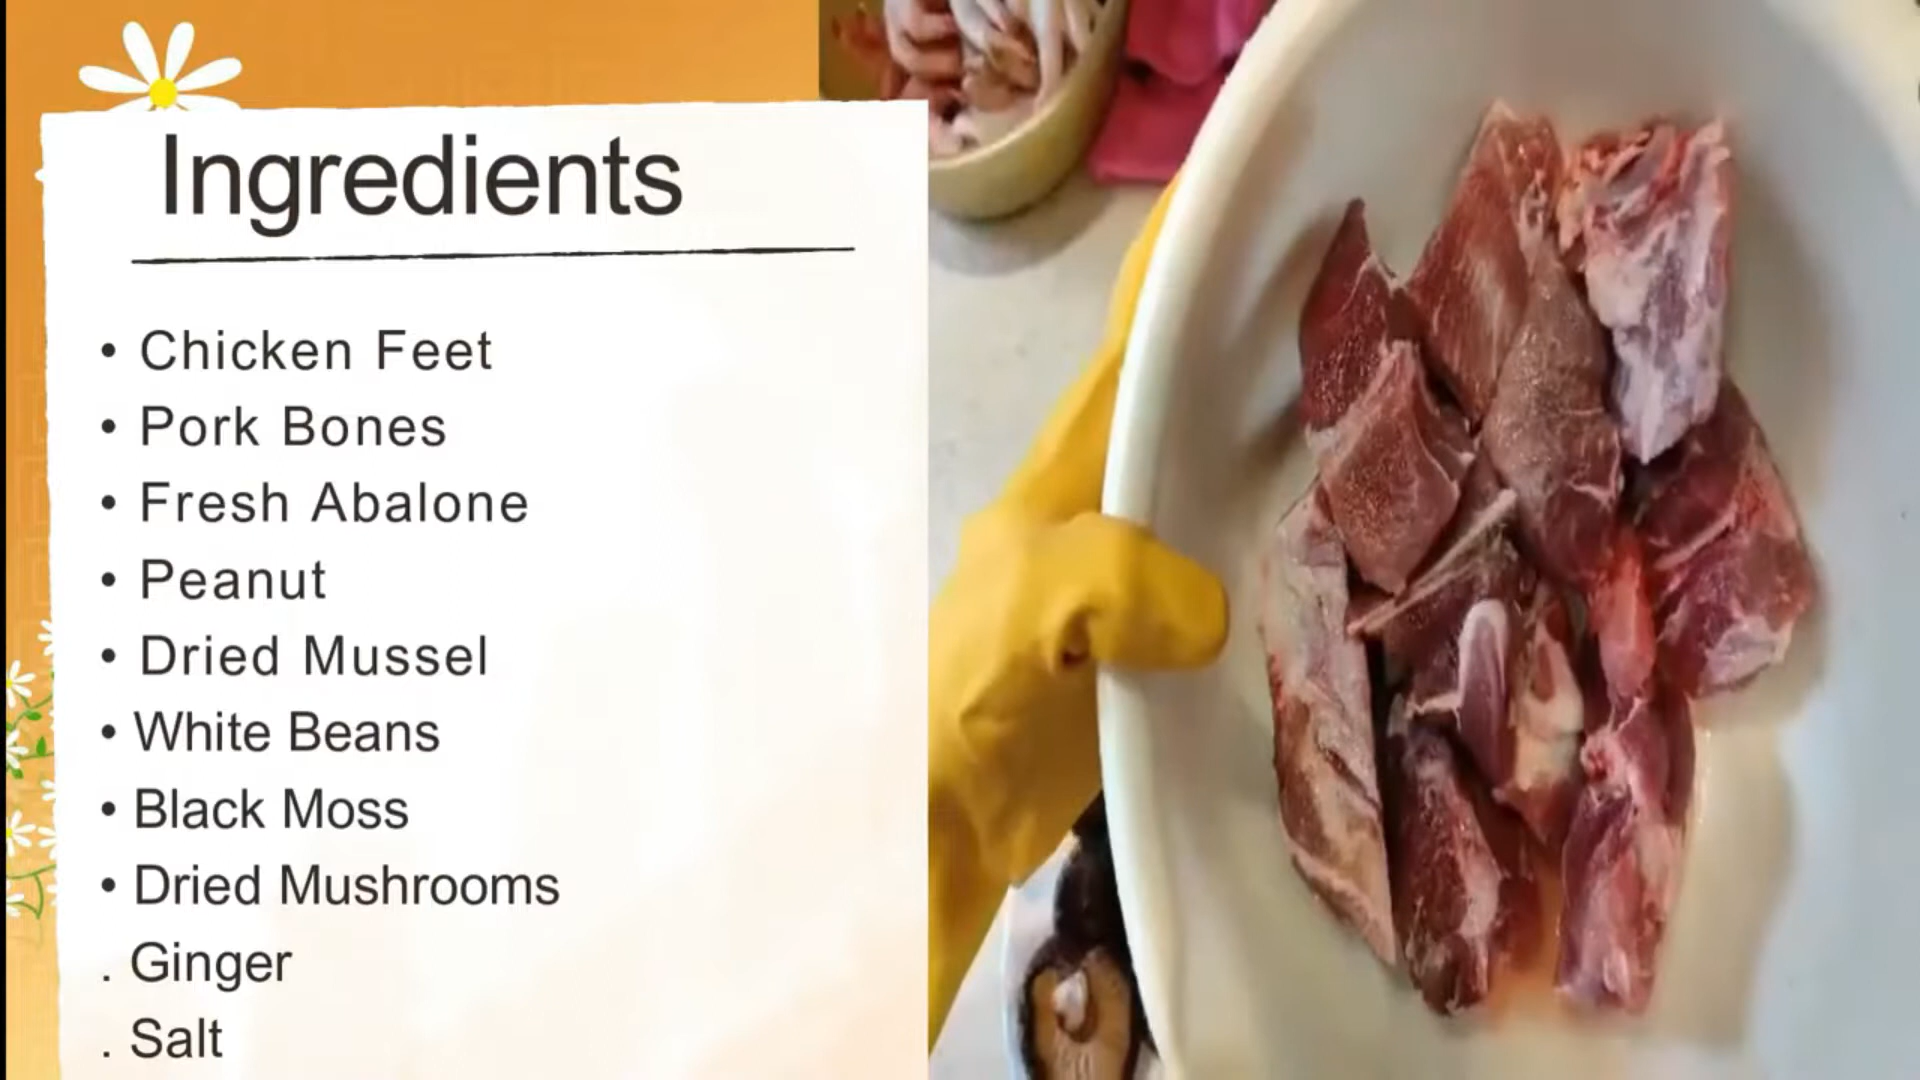 Ingredients
• Chicken Feet
• Pork Bones
• Fresh Abalone
• Peanut
• Dried Mussel
• White Beans
• Black Moss
• Dried Mushrooms
. Ginger
. Salt